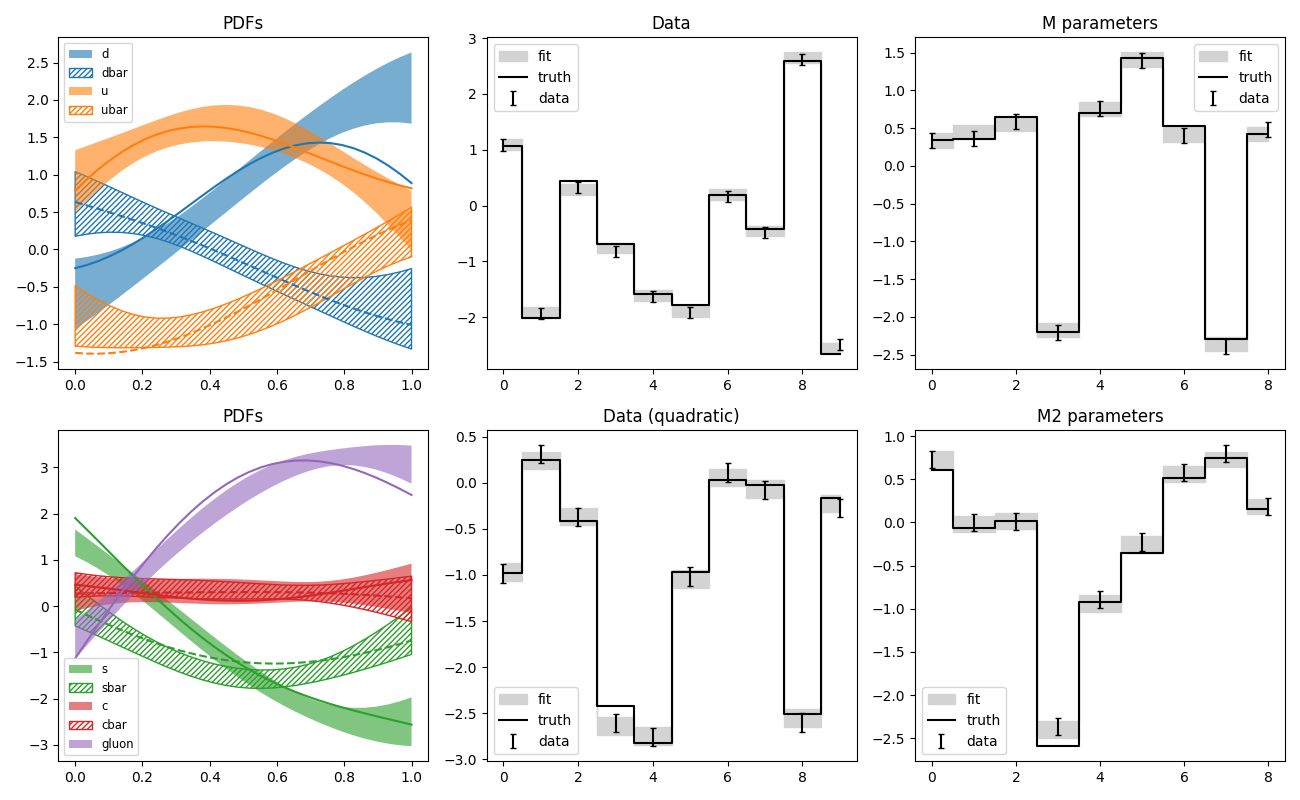 PDFs
d
dbar
u
ubar
2.5
2.0
1.5
1.0
0.5
0.0
−0.5
−1.0
−1.5
0.0 0.2 0.4 0.6 0.8 1.0
Data
fit
truth
data
3
2
1
0
−1
−2
0 2 4 6 8
M parameters
fit
truth
data
1.5
1.0
0.5
0.0
−0.5
−1.0
−1.5
−2.0
−2.5
0 2 4 6 8
PDFs
3
2
1
0
−1
−2
−3
s
sbar
c
cbar
gluon
0.0 0.2 0.4 0.6 0.8 1.0
Data (quadratic)
0.5
0.0
−0.5
−1.0
−1.5
−2.0
−2.5
−3.0
fit
truth
data
0 2 4 6 8
M2 parameters
1.0
0.5
0.0
−0.5
−1.0
−1.5
−2.0
−2.5
fit
truth
data
0 2 4 6 8